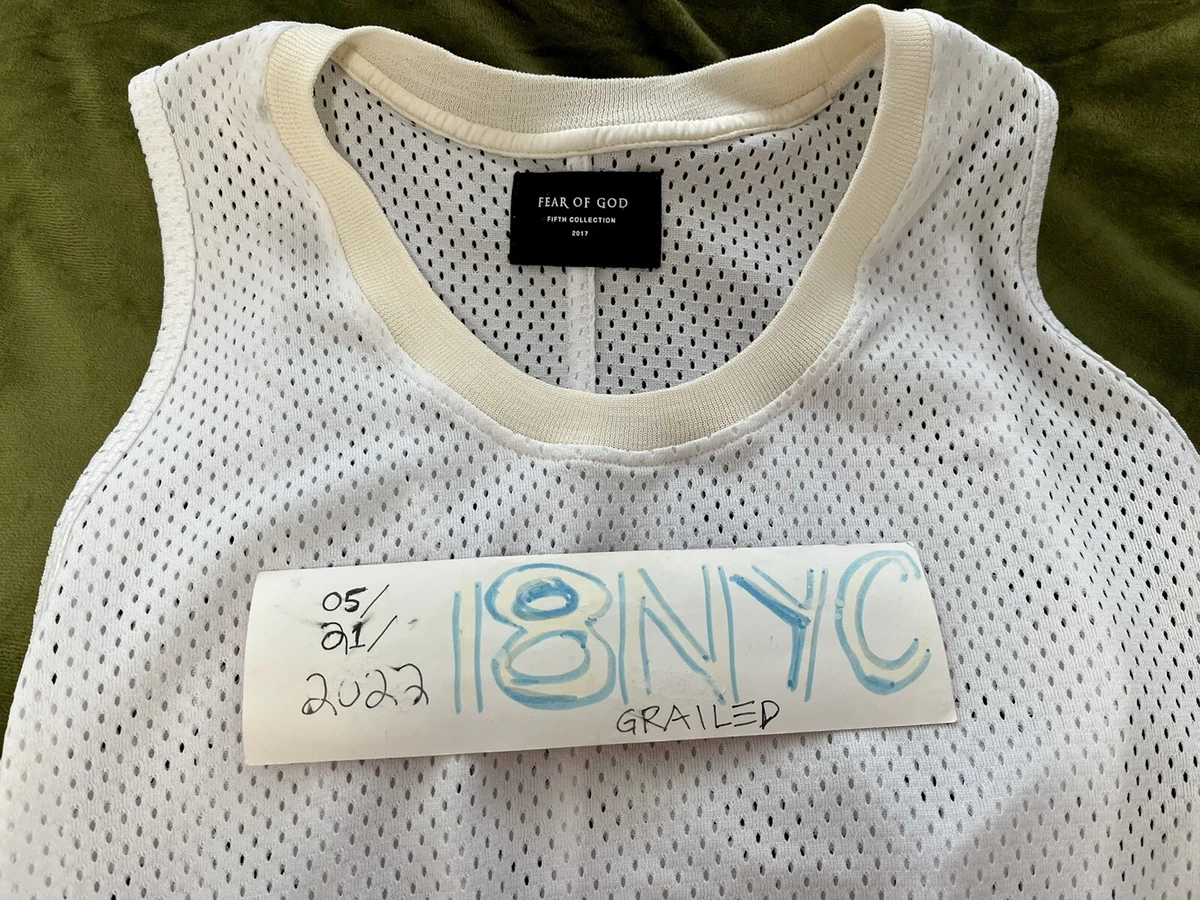 FEAR OF GOD
FIFTH COLLECTION
2017
05/
21/
2022
18NYC
GRAILED